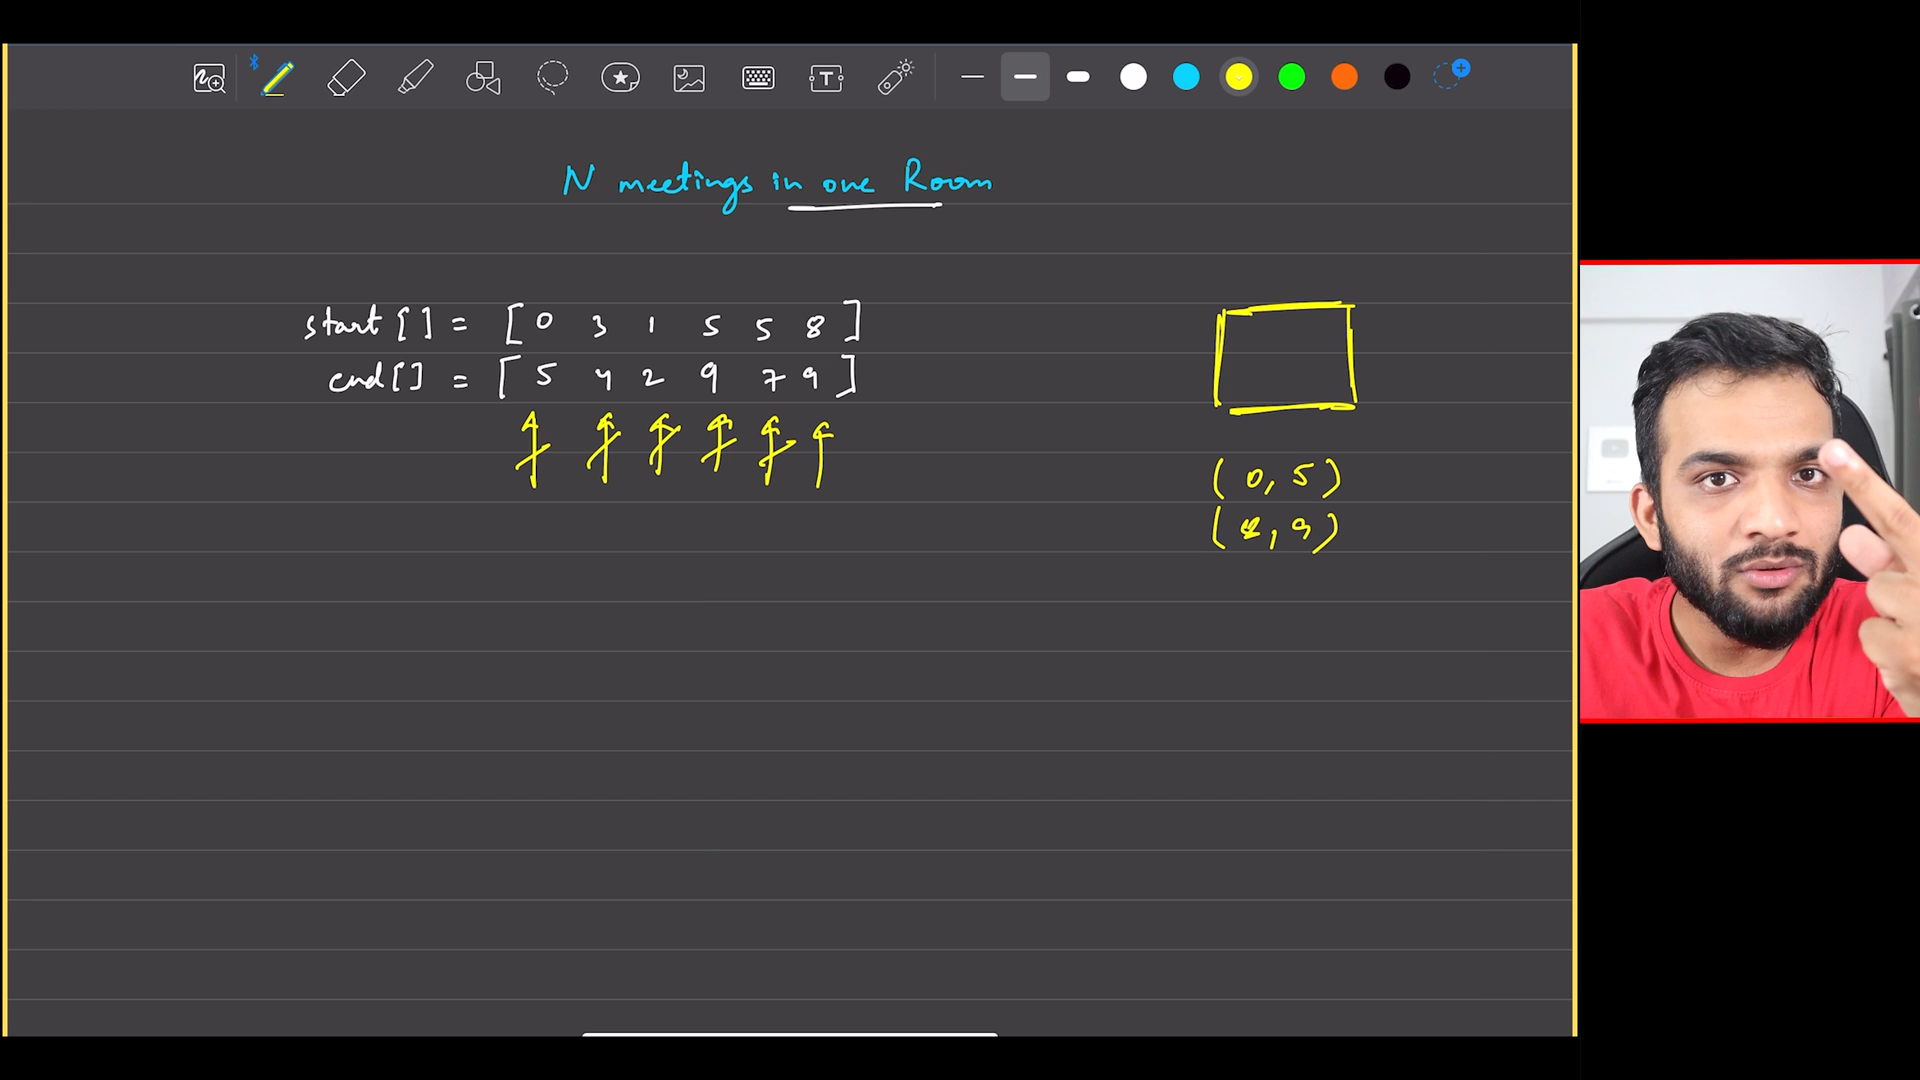 N meetings in one Room
start [ ] = [ 0 3 1 5 5 8 ]
end [ ] = [ 5 4 2 9 7 9 ]
( 0, 5 )
( 8, 9 )